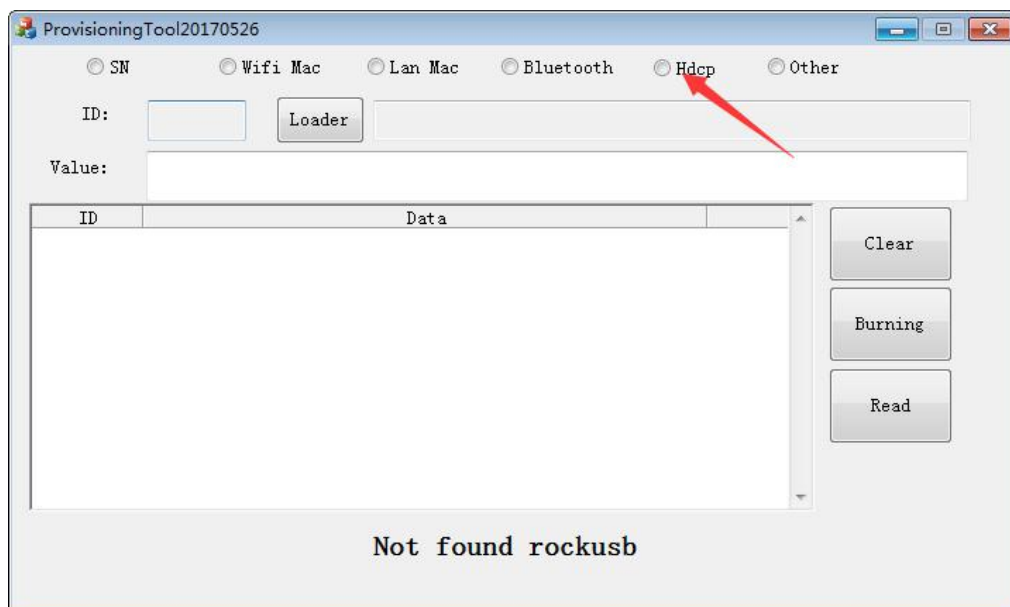 ProvisioningTool20170526
SN Wifi Mac Lan Mac Bluetooth Hdcp Other
ID: Loader
Value:
ID Data
Clear
Burning
Read
Not found rockusb